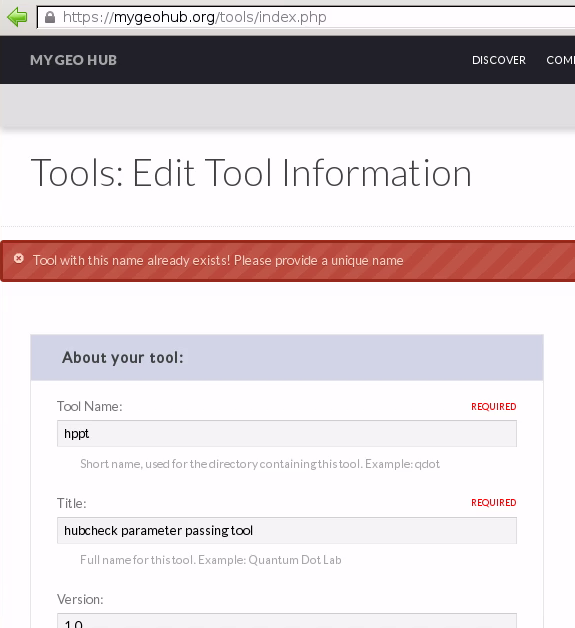 https://mygeohub.org/tools/index.php
MYGEO HUB DISCOVER
Tools: Edit Tool Information
Tool with this name already exists! Please provide a unique name
About your tool:
Tool Name: REQUIRED
hppt
Short name, used for the directory containing this tool. Example: qdot
Title: REQUIRED
hubcheck parameter passing tool
Full name for this tool. Example: Quantum Dot Lab
Version:
1.0